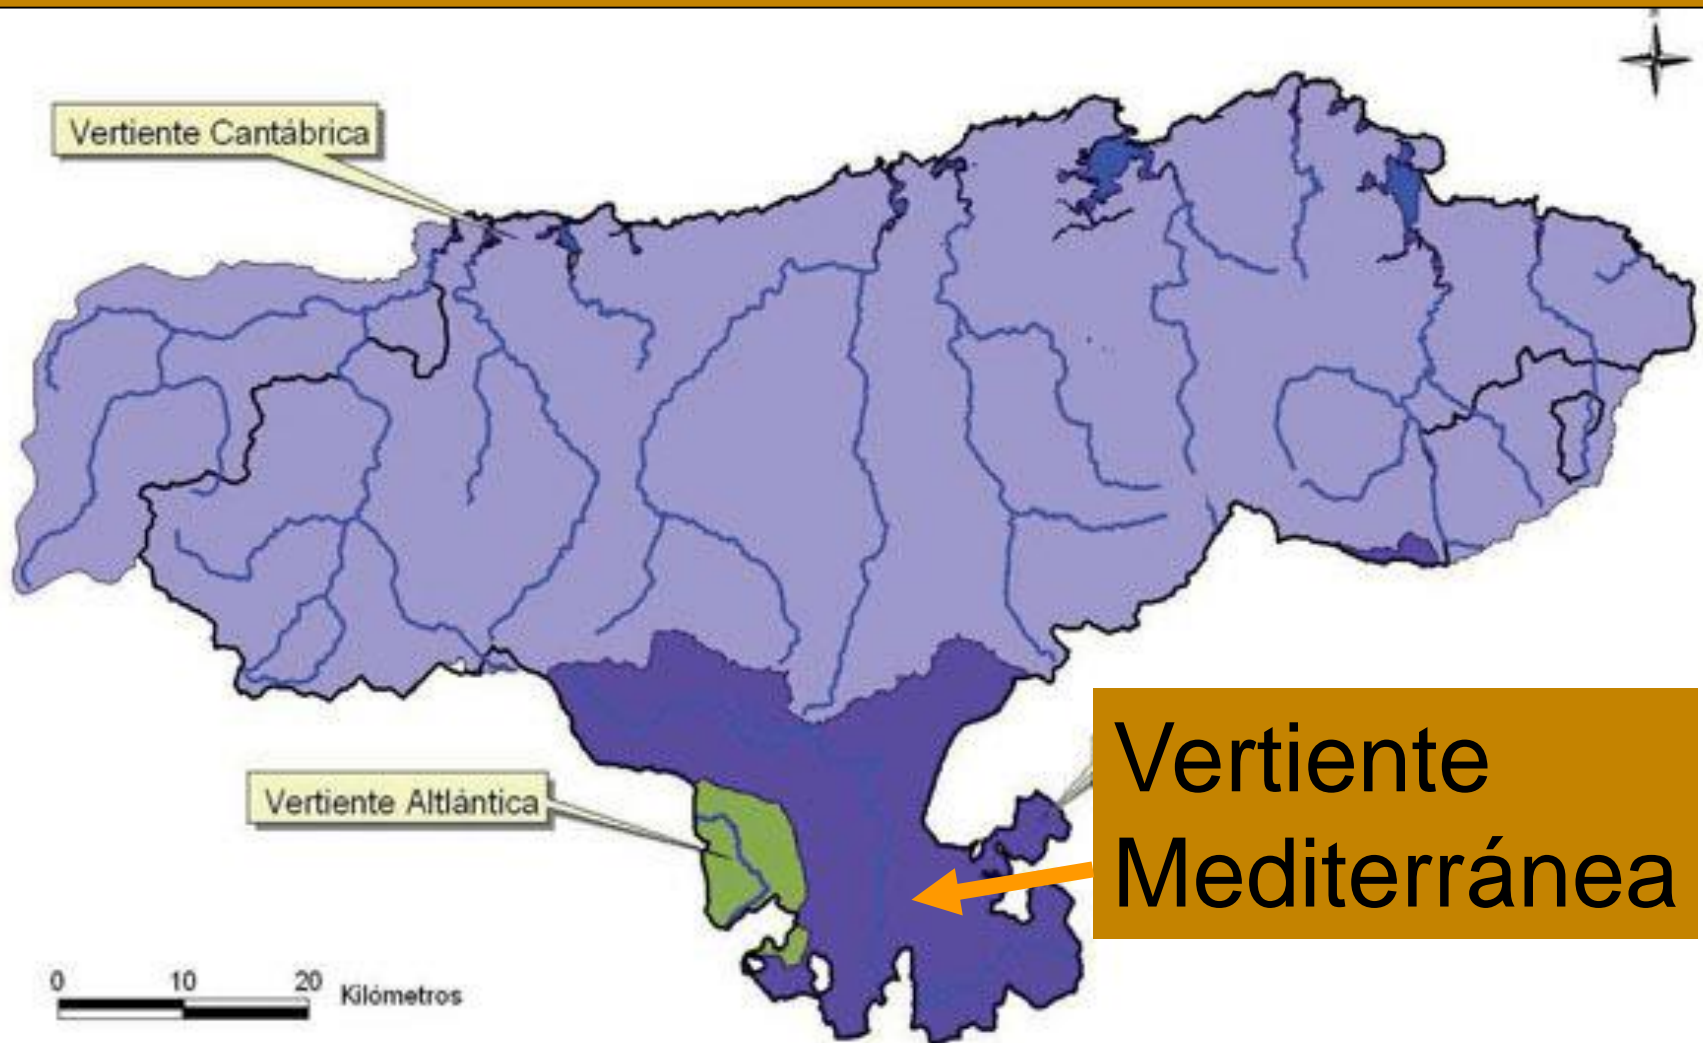 Vertiente Cantábrica
Vertiente Altlántica
Vertiente
Mediterránea
0 10 20 Kilómetros